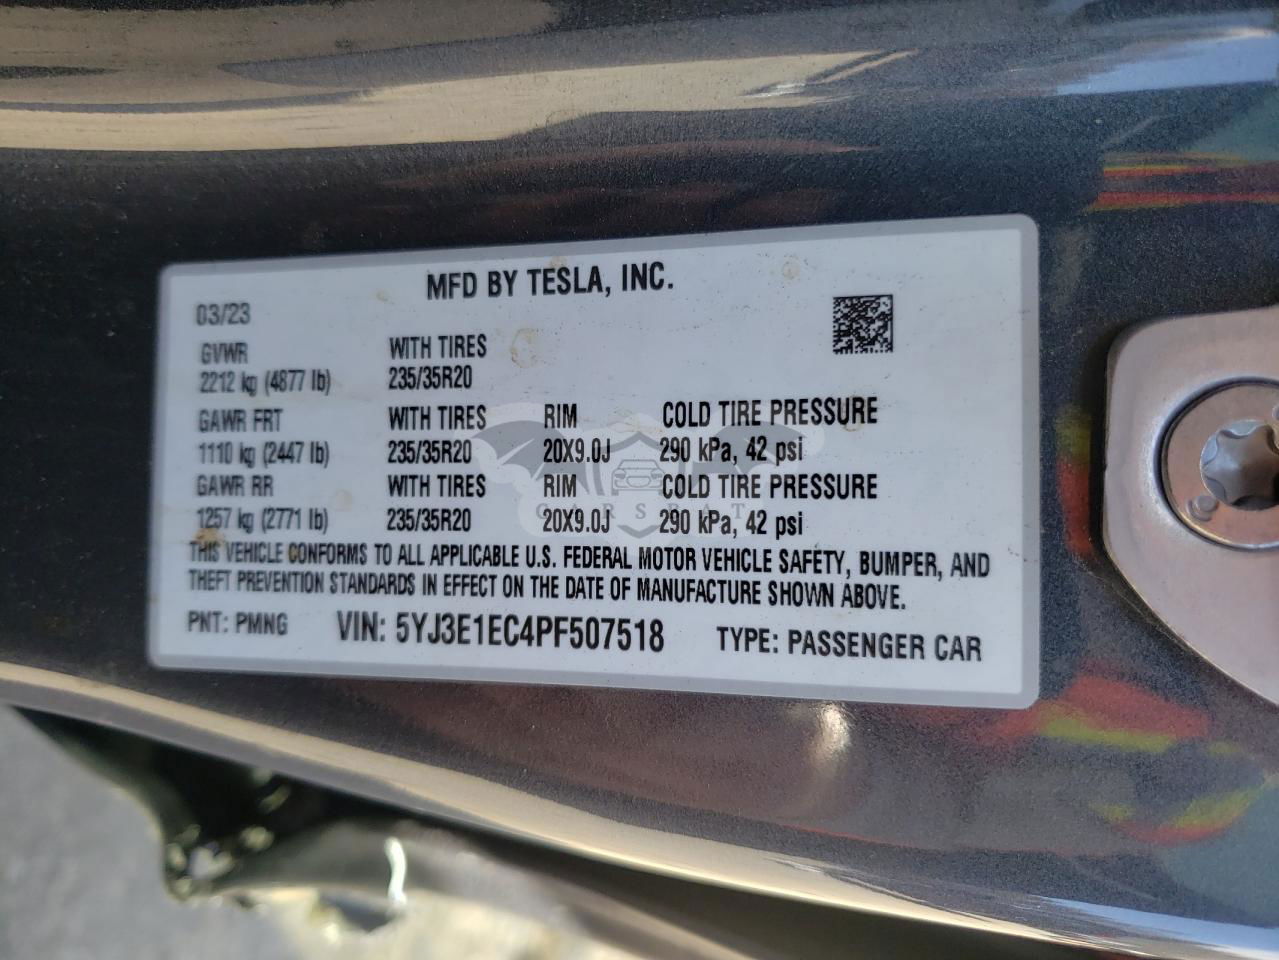 MFD BY TESLA, INC.
03/23
GVWR WITH TIRES
2212 kg (4877 lb) 235/35R20
GAWR FRT WITH TIRES RIM COLD TIRE PRESSURE
1110 kg (2447 lb) 235/35R20 20X9.0J 290 kPa, 42 psi
GAWR RR WITH TIRES RIM COLD TIRE PRESSURE
1257 kg (2771 lb) 235/35R20 20X9.0J 290 kPa, 42 psi
CARSBAT
THIS VEHICLE CONFORMS TO ALL APPLICABLE U.S. FEDERAL MOTOR VEHICLE SAFETY, BUMPER, AND
THEFT PREVENTION STANDARDS IN EFFECT ON THE DATE OF MANUFACTURE SHOWN ABOVE.
PNT: PMNG VIN: 5YJ3E1EC4PF507518 TYPE: PASSENGER CAR